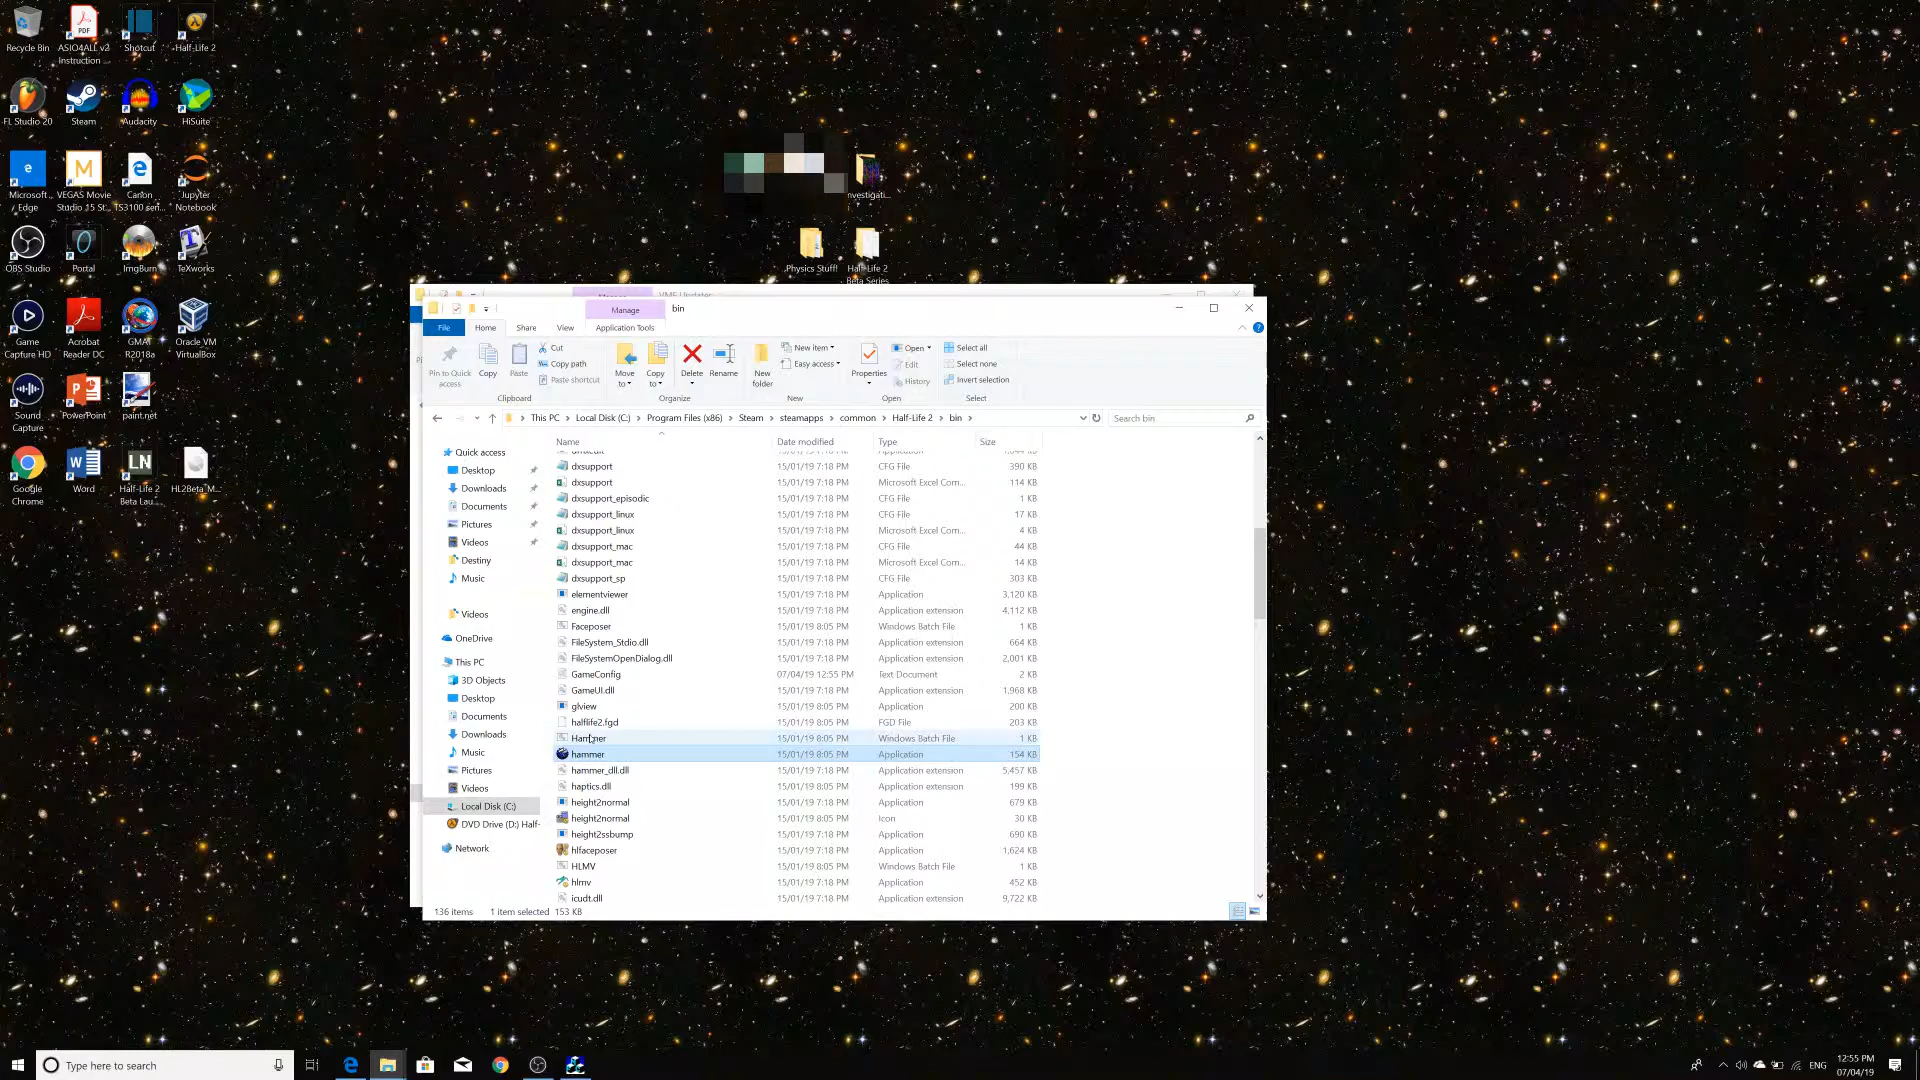 Recycle Bin
ASIO4ALL v2 Instruction ...
Shotcut
Half-Life 2
FL Studio 20
Steam
Audacity
HiSuite
Microsoft Edge
VEGAS Movie Studio 15 St...
Canon TS3100 seri...
Jupyter Notebook
OBS Studio
Portal
ImgBurn
TeXworks
Game Capture HD
Acrobat Reader DC
GMAT R2018a
Oracle VM VirtualBox
Sound Capture
PowerPoint
paint.net
Google Chrome
Word
Half-Life 2 Beta Lau...
HL2Beta_M...
nvestigati...
Physics Stuff!
Half-Life 2 Beta Series
Manage bin
File Home Share View Application Tools
Pin to Quick access
Copy
Paste
Cut
Copy path
Paste shortcut
Clipboard
Move to
Copy to
Delete
Rename
Organize
New folder
New item
Easy access
New
Properties
Open
Edit
History
Open
Select all
Select none
Invert selection
Select
This PC > Local Disk (C:) > Program Files (x86) > Steam > steamapps > common > Half-Life 2 > bin >
Search bin
Quick access
Desktop
Downloads
Documents
Pictures
Videos
Destiny
Music
Videos
OneDrive
This PC
3D Objects
Desktop
Documents
Downloads
Music
Pictures
Videos
Local Disk (C:)
DVD Drive (D:) Half-
Network
Name Date modified Type Size
dxsupport 15/01/19 7:18 PM CFG File 390 KB
dxsupport 15/01/19 7:18 PM Microsoft Excel Com... 114 KB
dxsupport_episodic 15/01/19 7:18 PM CFG File 1 KB
dxsupport_linux 15/01/19 7:18 PM CFG File 17 KB
dxsupport_linux 15/01/19 7:18 PM Microsoft Excel Com... 4 KB
dxsupport_mac 15/01/19 7:18 PM CFG File 44 KB
dxsupport_mac 15/01/19 7:18 PM Microsoft Excel Com... 14 KB
dxsupport_sp 15/01/19 7:18 PM CFG File 303 KB
elementviewer 15/01/19 7:18 PM Application 3,120 KB
engine.dll 15/01/19 7:18 PM Application extension 4,112 KB
Faceposer 15/01/19 8:05 PM Windows Batch File 1 KB
FileSystem_Stdio.dll 15/01/19 7:18 PM Application extension 664 KB
FileSystemOpenDialog.dll 15/01/19 7:18 PM Application extension 2,001 KB
GameConfig 07/04/19 12:55 PM Text Document 2 KB
GameUI.dll 15/01/19 7:18 PM Application extension 1,968 KB
glview 15/01/19 8:05 PM Application 200 KB
halflife2.fgd 15/01/19 8:05 PM FGD File 203 KB
Hammer 15/01/19 8:05 PM Windows Batch File 1 KB
hammer 15/01/19 8:05 PM Application 154 KB
hammer_dll.dll 15/01/19 7:18 PM Application extension 5,457 KB
haptics.dll 15/01/19 8:05 PM Application extension 199 KB
height2normal 15/01/19 7:18 PM Application 679 KB
height2normal 15/01/19 8:05 PM Icon 30 KB
height2ssbump 15/01/19 7:18 PM Application 690 KB
hlfaceposer 15/01/19 8:05 PM Application 1,624 KB
HLMV 15/01/19 8:05 PM Windows Batch File 1 KB
hlmv 15/01/19 7:18 PM Application 452 KB
icudt.dll 15/01/19 7:18 PM Application extension 9,722 KB
136 items 1 item selected 153 KB
Type here to search
ENG
12:55 PM
07/04/19